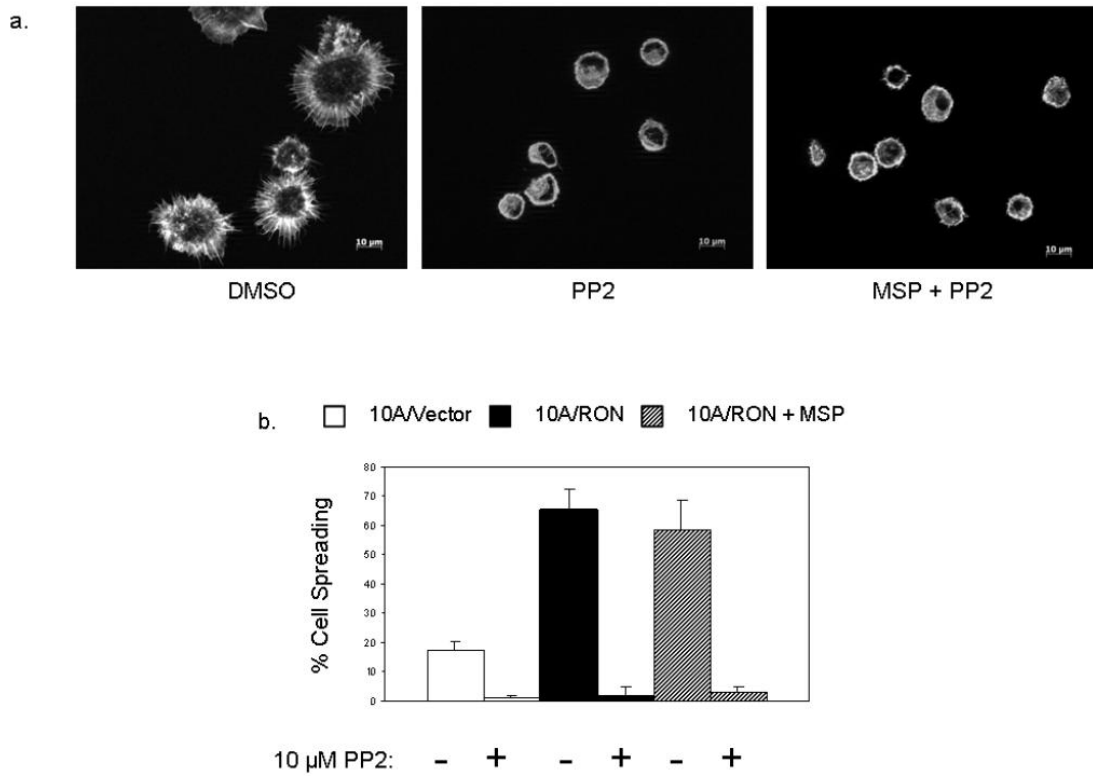 a.
10 µm 10 µm 10 µm
DMSO PP2 MSP + PP2
b. 10A/Vector 10A/RON 10A/RON + MSP
% Cell Spreading
80
70
60
50
40
30
20
10
0
10 µM PP2: - + - + - +